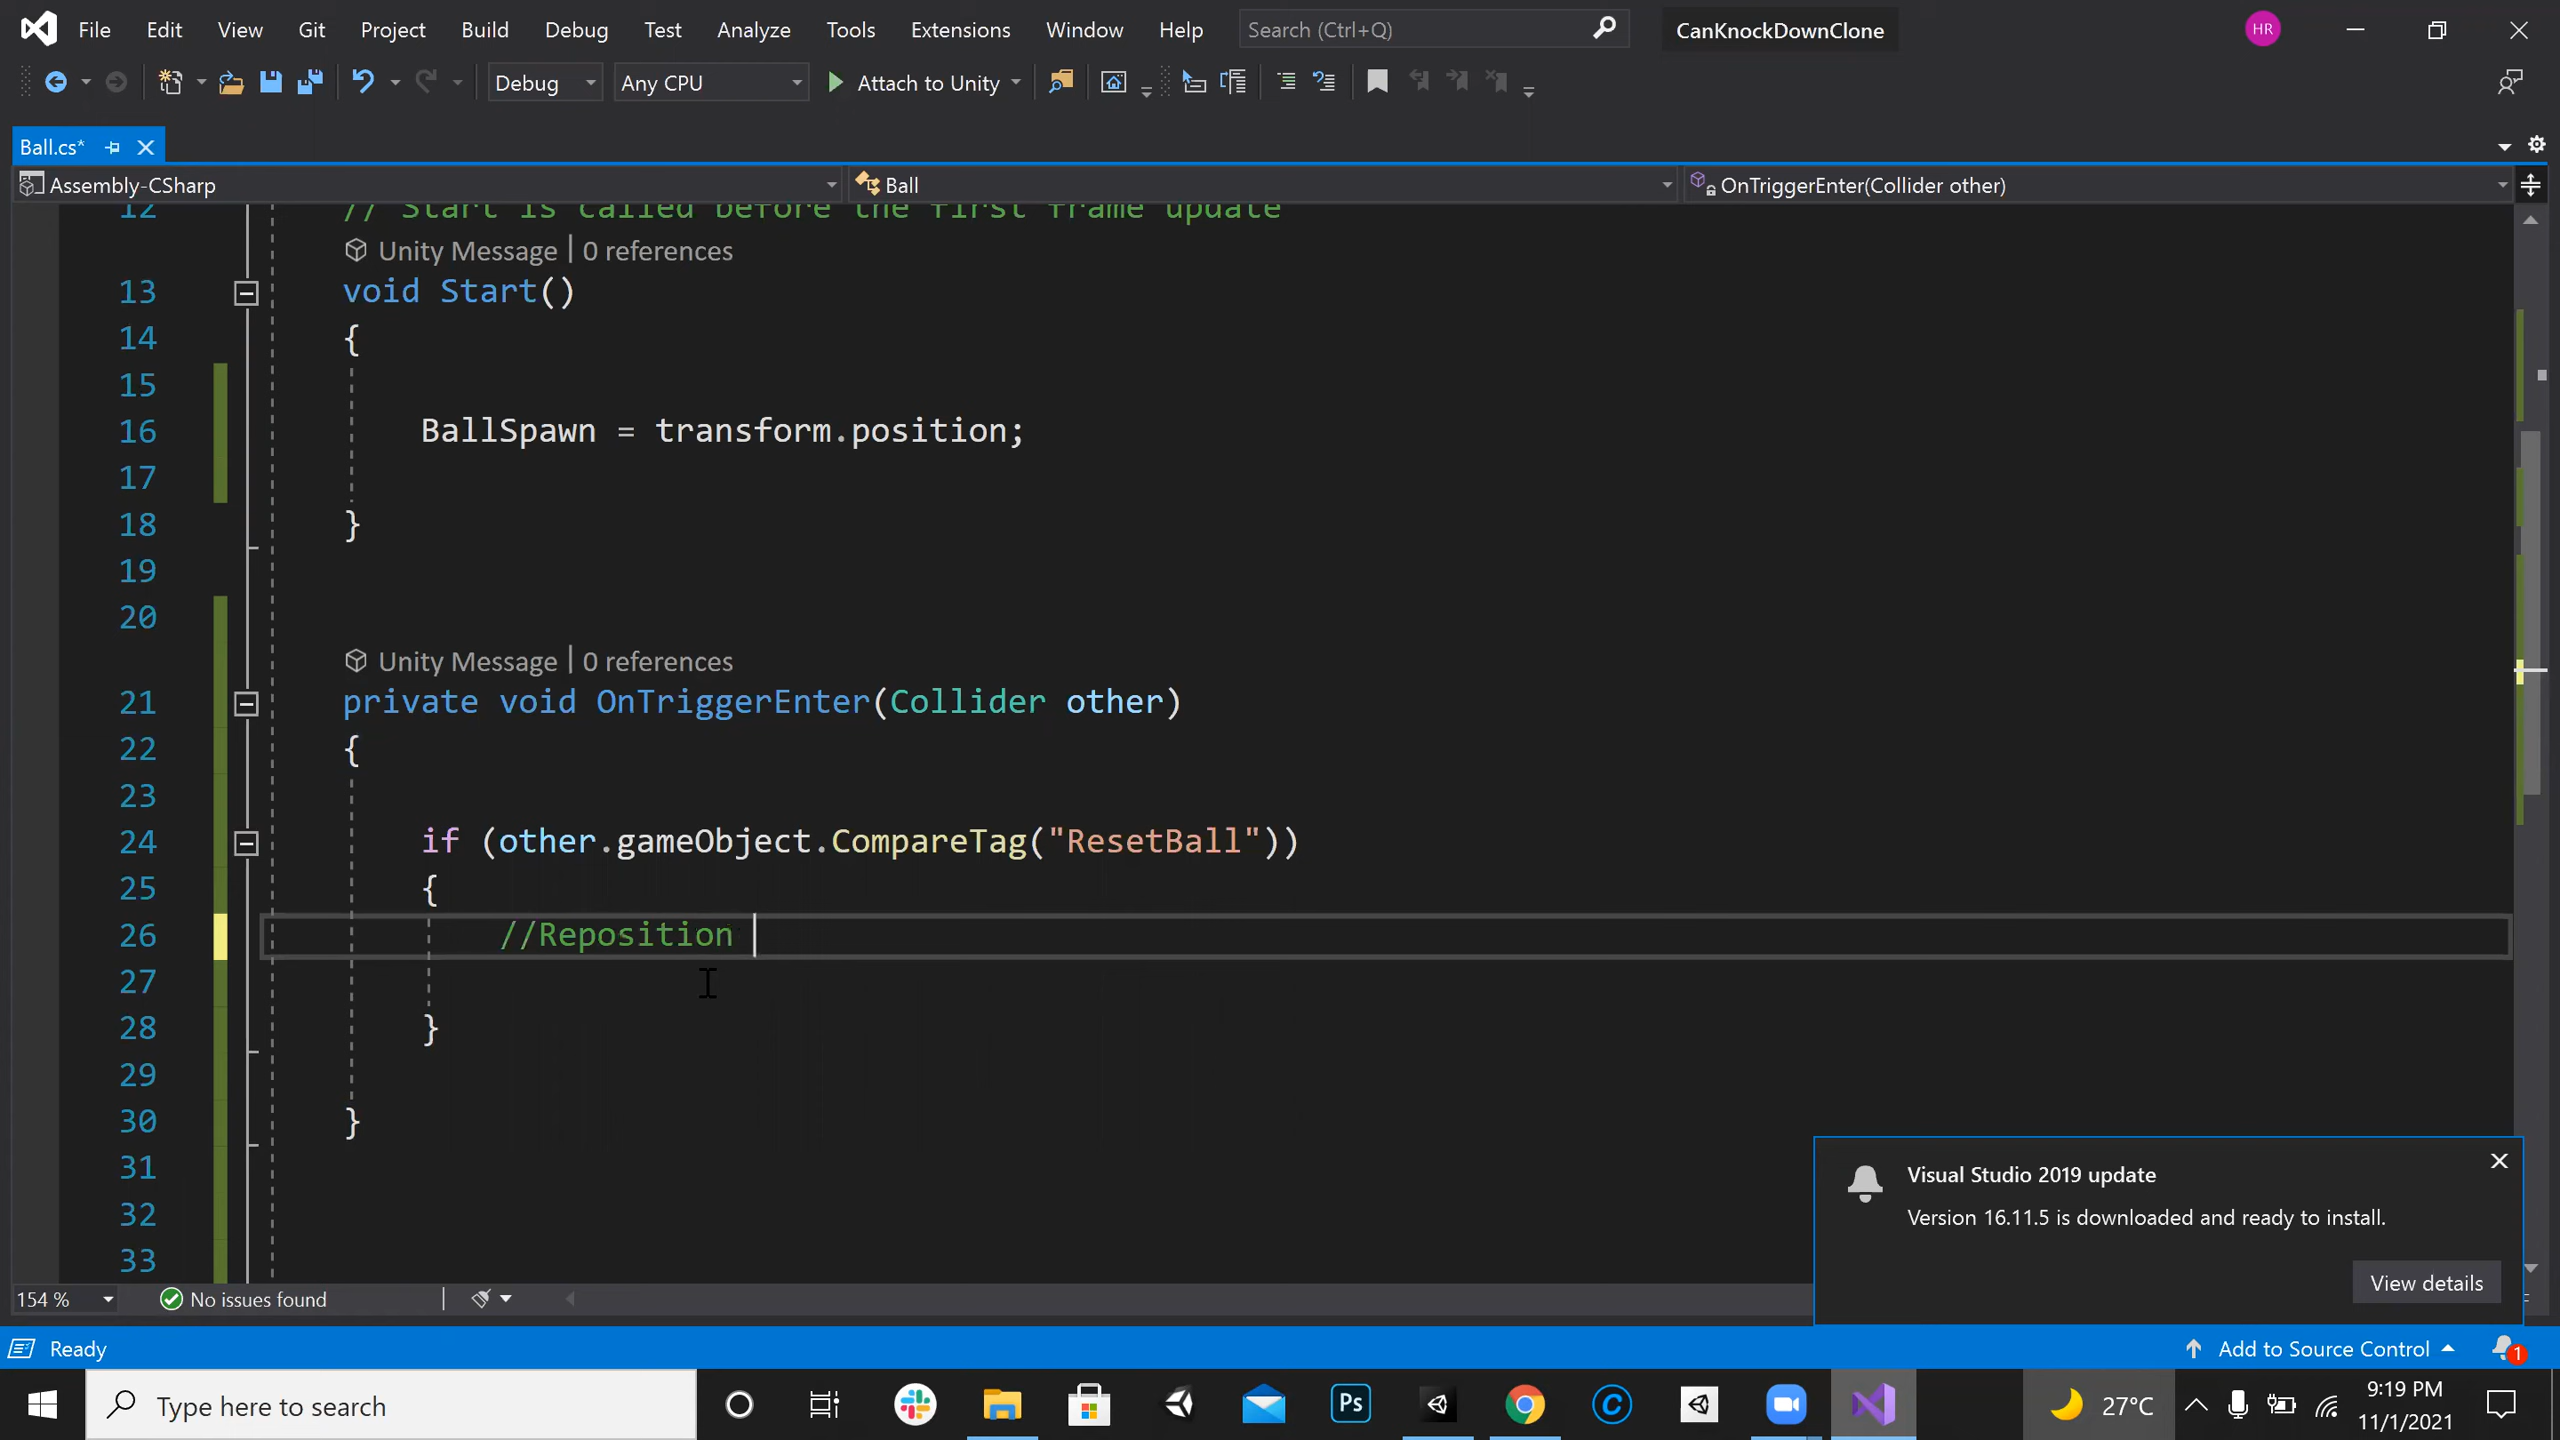 File Edit View Git Project Build Debug Test Analyze Tools Extensions Window Help Search (Ctrl+Q) CanKnockDownClone HR
Debug Any CPU Attach to Unity
Ball.cs*
Assembly-CSharp Ball OnTriggerEnter(Collider other)
12 // Start is called before the first frame update
Unity Message | 0 references
13 void Start()
14 {
15
16 BallSpawn = transform.position;
17
18 }
19
20
Unity Message | 0 references
21 private void OnTriggerEnter(Collider other)
22 {
23
24 if (other.gameObject.CompareTag("ResetBall"))
25 {
26 //Reposition
27
28 }
29
30 }
31
32
33
Visual Studio 2019 update
Version 16.11.5 is downloaded and ready to install.
View details
154 % No issues found
Ready Add to Source Control 1
Type here to search Ps 27°C 9:19 PM
11/1/2021